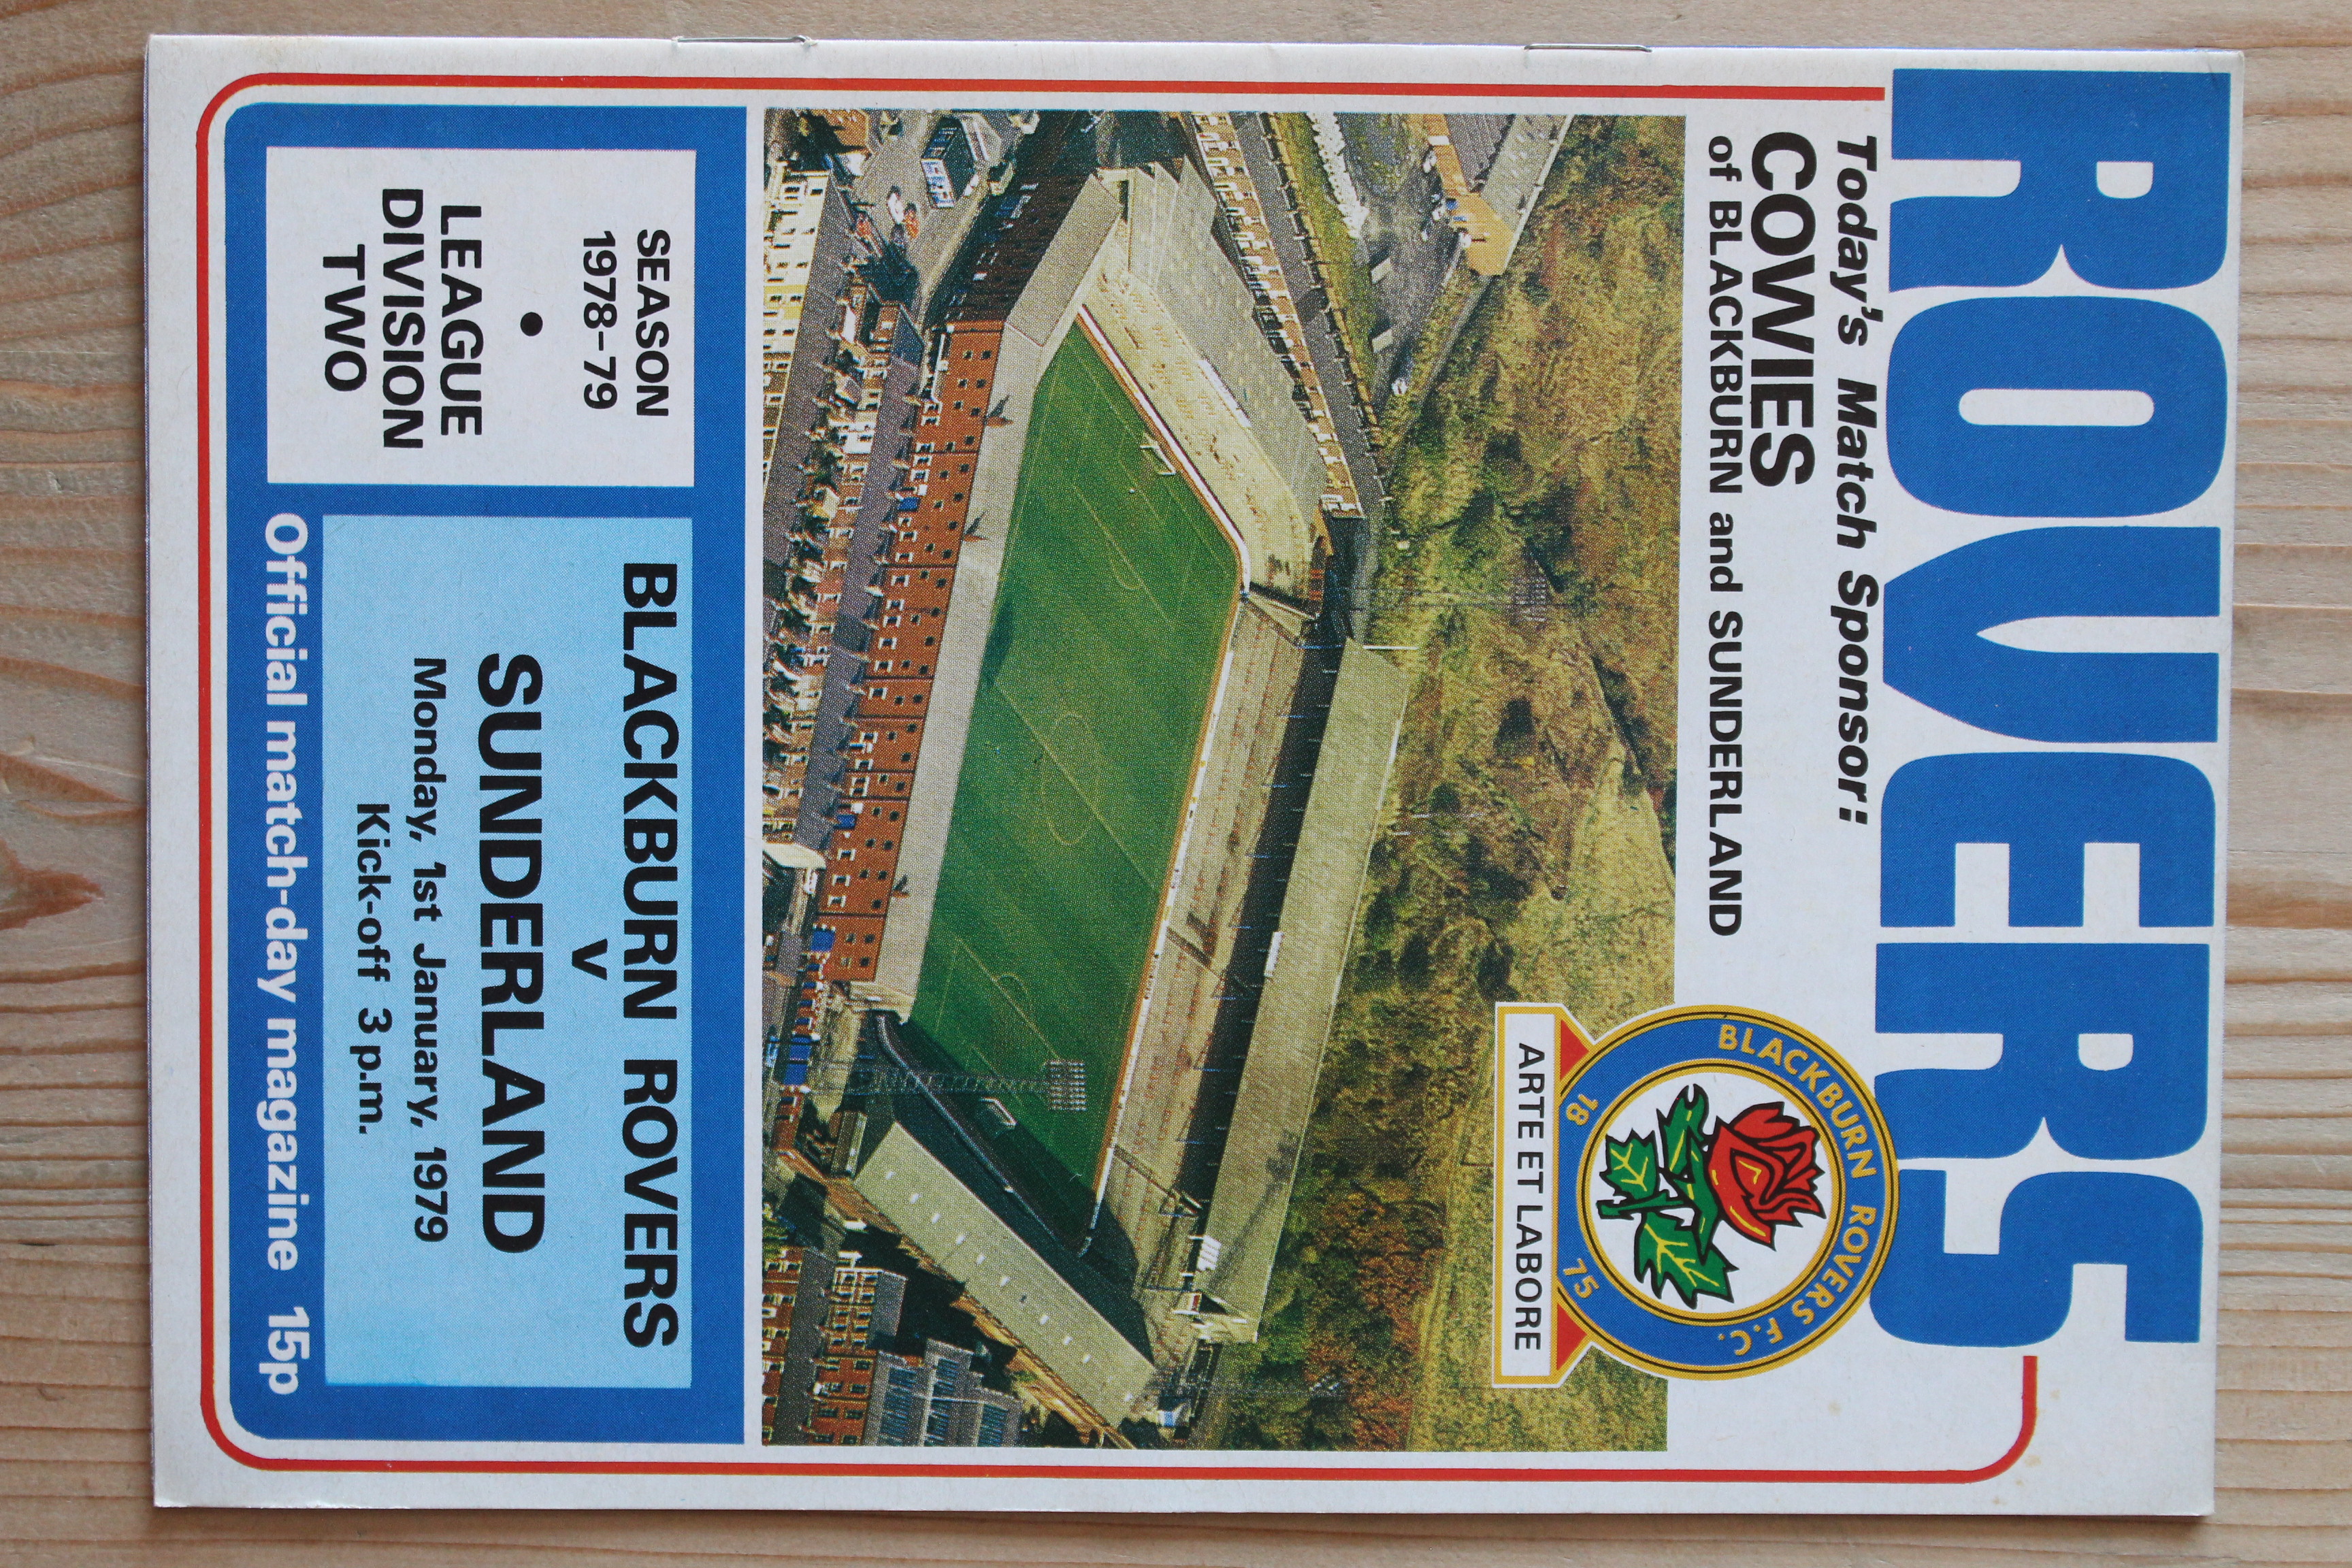 ROVERS
Today's Match Sponsor:
COWIES
of BLACKBURN and SUNDERLAND
BLACKBURN ROVERS F.C.
18 75
ARTE ET LABORE
SEASON
1978-79
•
LEAGUE
DIVISION
TWO
BLACKBURN ROVERS
v
SUNDERLAND
Monday, 1st January, 1979
Kick-off 3 p.m.
Official match-day magazine 15p